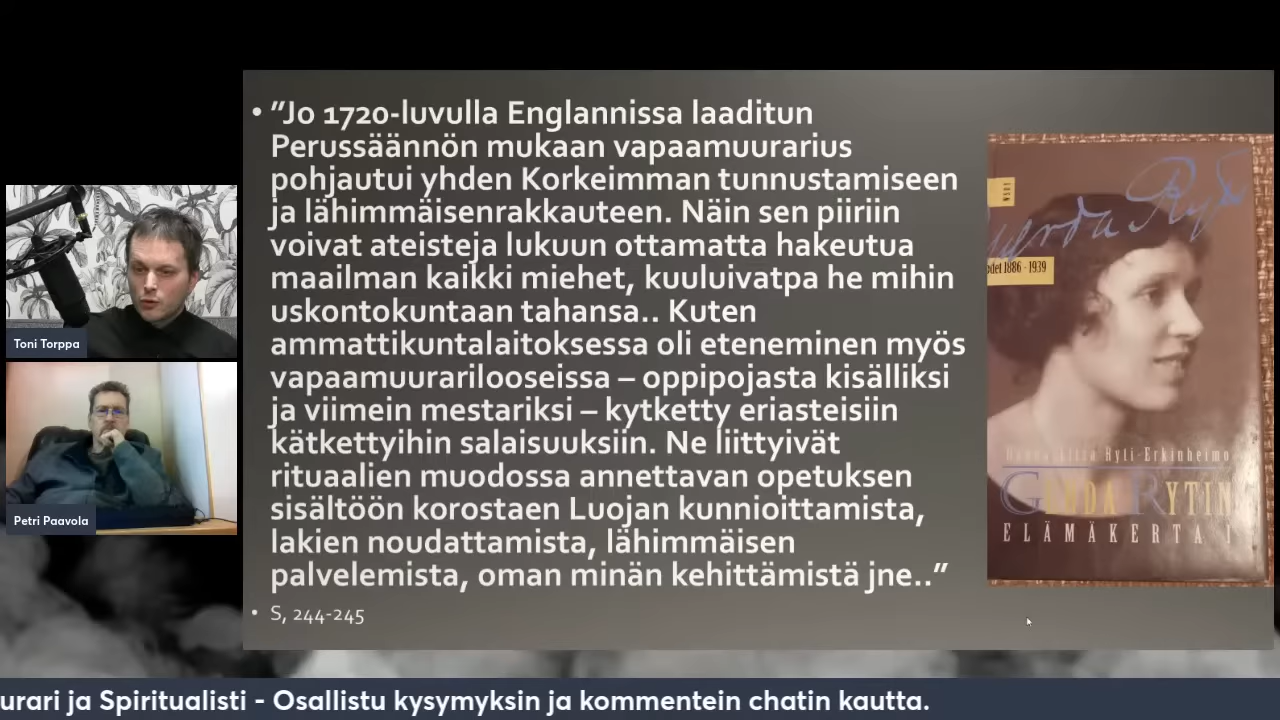 • ”Jo 1720-luvulla Englannissa laaditun
Perussäännön mukaan vapaamuurarius
pohjautui yhden Korkeimman tunnustamiseen
ja lähimmäisenrakkauteen. Näin sen piiriin
voivat ateisteja lukuun ottamatta hakeutua
maailman kaikki miehet, kuuluivatpa he mihin
uskontokuntaan tahansa.. Kuten
ammattikuntalaitoksessa oli eteneminen myös
vapaamuurarilooseissa – oppipojasta kisälliksi
ja viimein mestariksi – kytketty eriasteisiin
kätkettyihin salaisuuksiin. Ne liittyivät
rituaalien muodossa annettavan opetuksen
sisältöön korostaen Luojan kunnioittamista,
lakien noudattamista, lähimmäisen
palvelemista, oman minän kehittämistä jne..”
• S, 244-245
1886 - 1939
Ryti-Erkinheimo
GERDA RYTIN
ELÄMÄKERTA I
Toni Torppa
Petri Paavola
urari ja Spiritualisti - Osallistu kysymyksin ja kommentein chatin kautta.